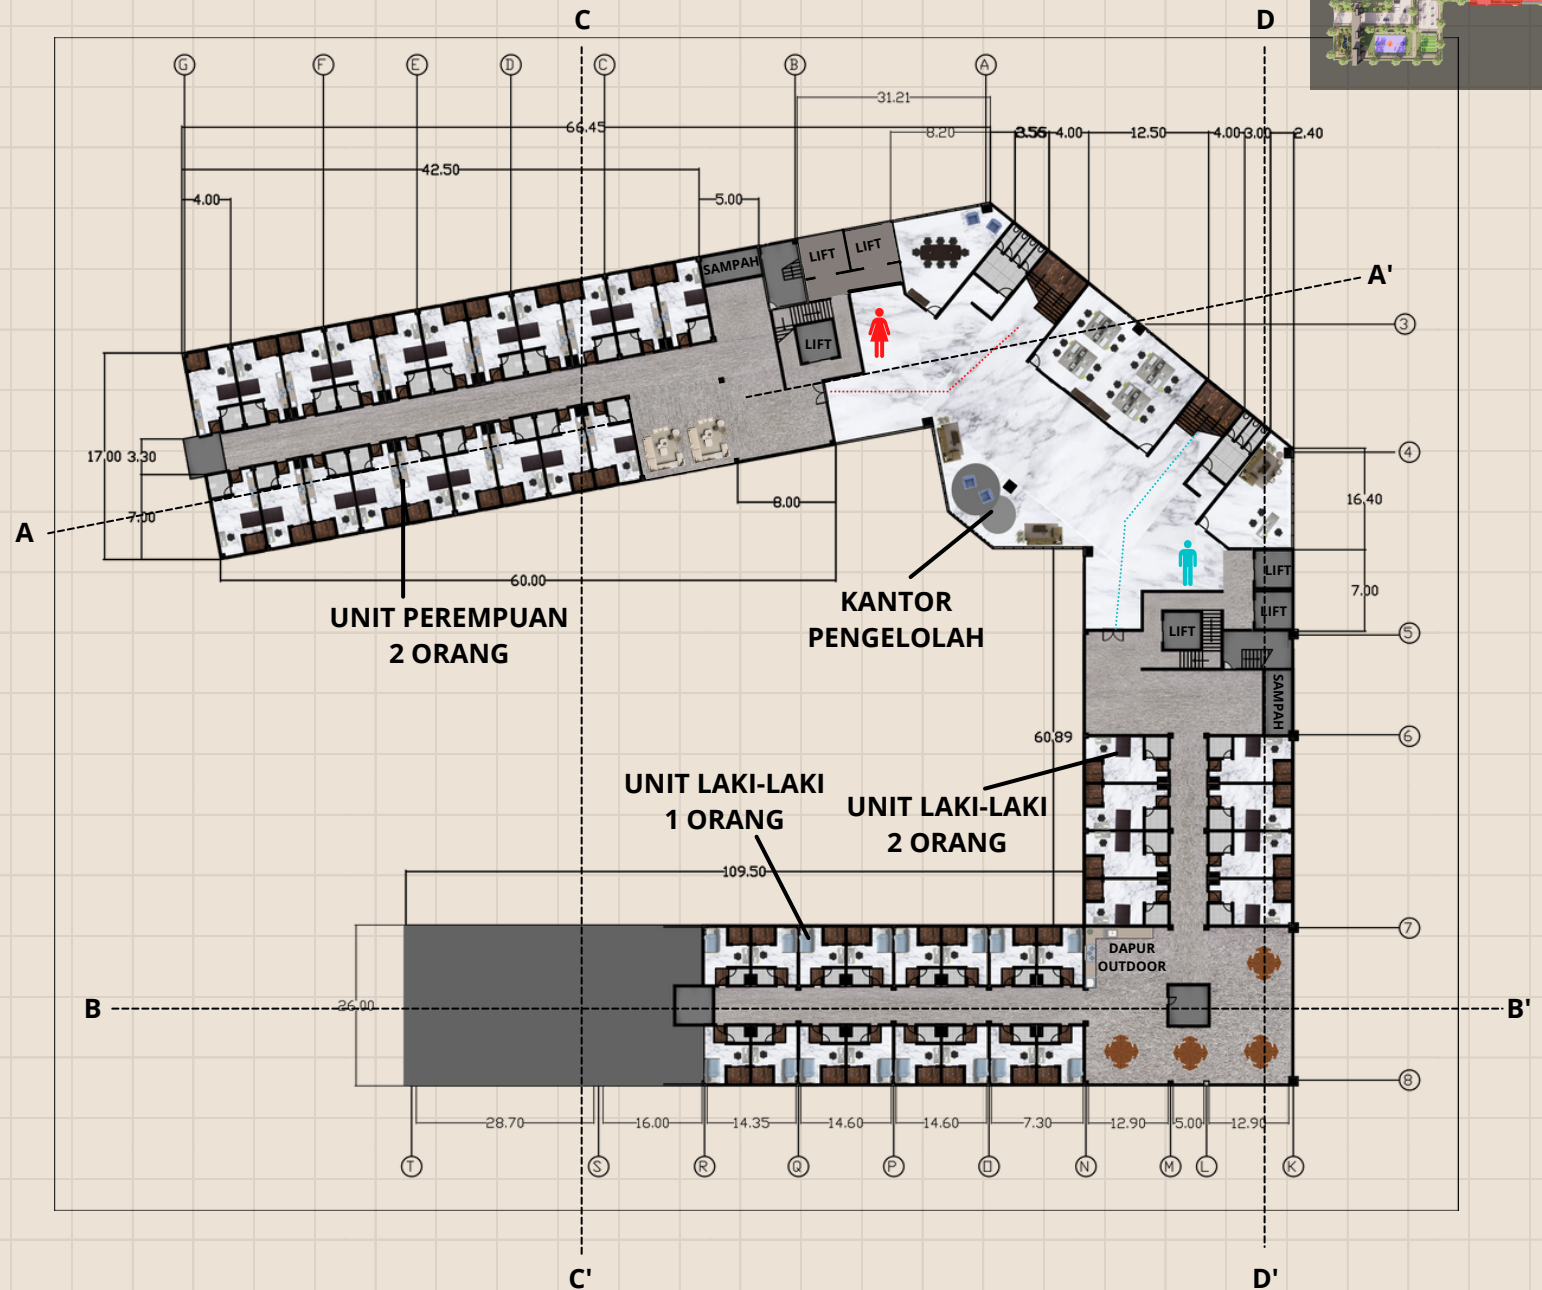 C
D
G
F
E
D
C
B
A
31.21
66.45
8.20
3.55
4.00
12.50
4.00
3.00
2.40
42.50
4.00
5.00
LIFT
LIFT
SAMPAH
A'
3
LIFT
4
17.00
3.30
16.40
7.00
8.00
A
LIFT
60.00
7.00
KANTOR
PENGELOLAH
UNIT PEREMPUAN
2 ORANG
LIFT
LIFT
5
SAMPAH
60.89
6
UNIT LAKI-LAKI
1 ORANG
UNIT LAKI-LAKI
2 ORANG
109.50
7
DAPUR
OUTDOOR
26.00
B
B'
8
28.70
16.00
14.35
14.60
14.60
7.30
12.90
5.00
12.90
T
S
R
Q
P
O
N
M
L
K
C'
D'